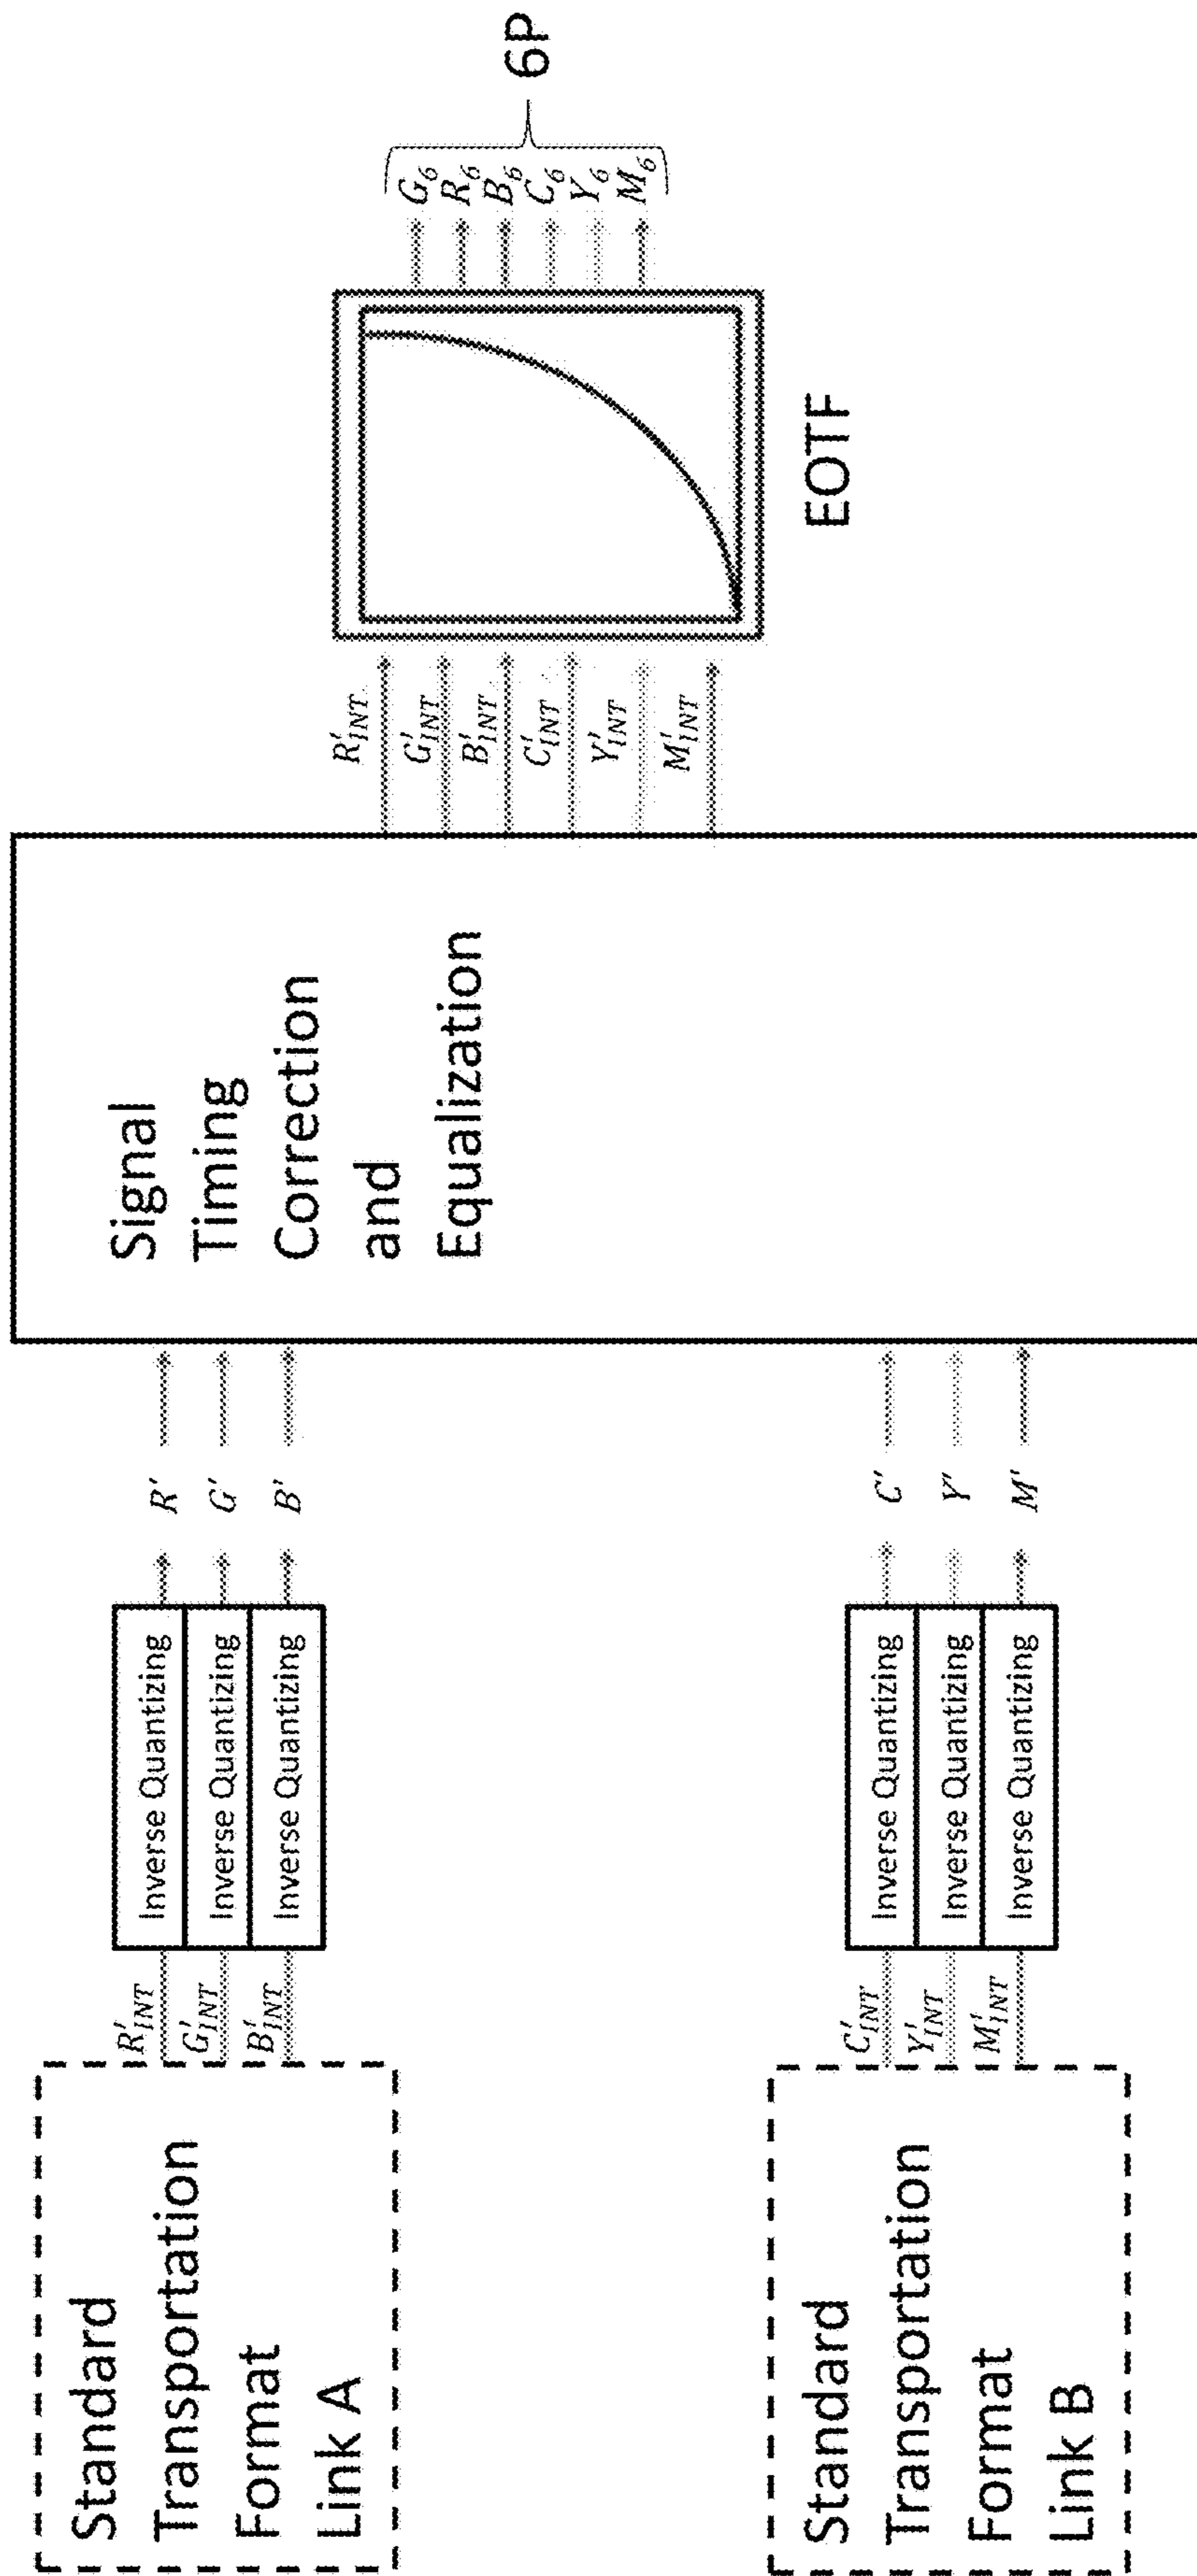 Standard
Transportation
Format
Link A
R'INT
G'INT
B'INT
Inverse Quantizing
Inverse Quantizing
Inverse Quantizing
R'
G'
B'
Standard
Transportation
Format
Link B
C'INT
Y'INT
M'INT
Inverse Quantizing
Inverse Quantizing
Inverse Quantizing
C'
Y'
M'
Signal
Timing
Correction
and
Equalization
R'INT
G'INT
B'INT
C'INT
Y'INT
M'INT
EOTF
G6
R6
B6
C6
Y6
M6
6P